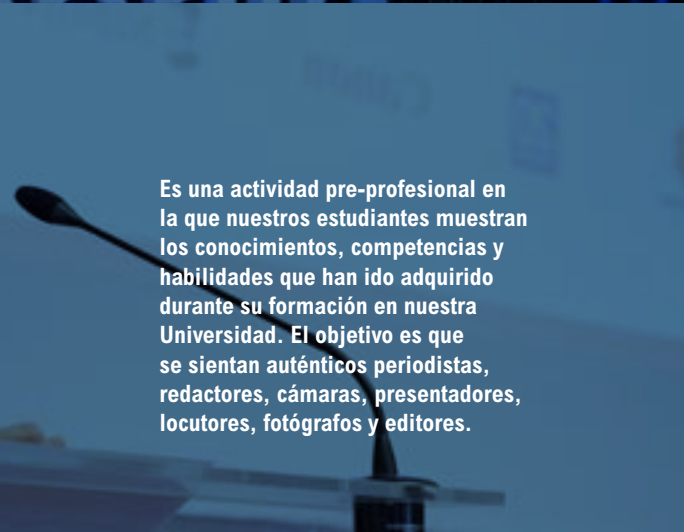 Es una actividad pre-profesional en
la que nuestros estudiantes muestran
los conocimientos, competencias y
habilidades que han ido adquirido
durante su formación en nuestra
Universidad. El objetivo es que
se sientan auténticos periodistas,
redactores, cámaras, presentadores,
locutores, fotógrafos y editores.